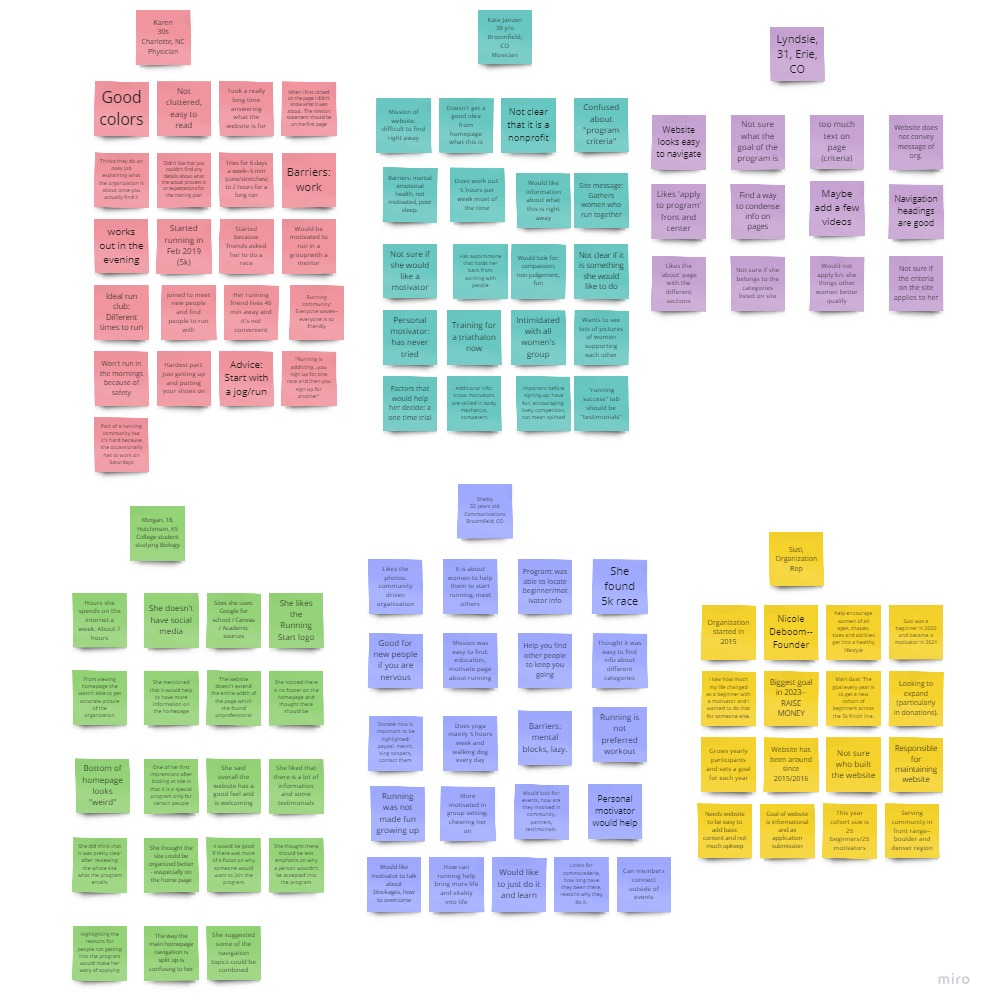 Karen
30s
Charlotte, NC
Physician
Good
colors
Not
cluttered,
easy to
read
Took a really
long time
answering
what the
website is for
When I first clicked
on the page I didn't
know what it was
about. The mission
statement should be
on the first page
Thinks they do an
okay job
explaining what
the organization is
about once you
actually find it
Didn't like that you
couldn't find any
details about what
the actual process is
or expectations for
the training plan
Tries for 6 days
a week--5 min
(core/stretches)
to 2 hours for a
long run
Barriers:
work
works
out in the
evening
Started
running in
Feb 2019
(5k)
Started
because
friends asked
her to do a
race
Would be
motivated to
run in a
group/with a
mentor
Ideal run
club:
Different
times to run
Joined to meet
new people
and find
people to run
with
Her running
friend lives 40
min away and
it's not
convenient
Running
community:
Everyone waves--
everyone is so
friendly
Won't run in
the mornings
because of
safety
Hardest part:
Just getting up
and putting
your shoes on
Advice:
Start with
a jog/run
"Running is
addicting...you
sign up for one
race and then you
sign up for
another"
Part of a running
community but
it's hard because
she occasionally
has to work on
Saturdays
Kate Janzen
38 yrs
Broomfield,
CO
Musician
Mission of
website:
difficult to find
right away
Doesn't get a
good idea
from
homepage
what this is
Not clear
that it is a
nonprofit
Confused
about
"program
criteria"
Barriers: mental
emotional
health, not
motivated, poor
sleep.
Does work out:
5 hours per
week most of
the time
Would like
information
about what
this is right
away
Site message:
Gathers
women who
run together
Not sure if
she would
like a
motivator
Has autoimmune
that holds her
back from
working with
people
Would look for:
compassion,
non judgement,
fun
Not clear if it
is something
she would
like to do
Personal
motivator:
has never
tried
Training for
a triathalon
now
Intimidated
with all
women's
group
Wants to see
lots of pictures
of women
supporting
each other
Factors that
would help
her decide: a
one time trial
Additional info:
know motivators
are skilled in body
mechanics,
competent
Important before
signing up: have
fun, encouraging,
lively competition,
not mean spirited
"running
success" tab
should be
"testimonials"
Lyndsie,
31, Erie,
CO
Website
looks easy
to navigate
Not sure
what the
goal of the
program is
too much
text on
page
(criteria)
Website does
not convey
message of
org.
Likes 'apply
to program'
front and
center
Find a way
to condense
info on
pages
Maybe
add a few
videos
Navigation
headings
are good
Likes the
'about' page
with the
different
sections
Not sure if she
belongs to the
categories
listed on site
Would not
apply b/c she
things other
women better
qualify
Not sure if
the criteria
on the site
applies to her
Morgan, 18,
Hutchinson, KS
College student
studying Biology
Hours she
spends on the
internet a
week: About 7
hours
She doesn't
have social
media
Sites she uses:
Google for
school / Canvas
/ Academic
sources
She likes
the
Running
Start logo
From viewing
homepage she
wasn't able to get
accurate picture
of the
organization
She mentioned
that it would help
to have more
information on
the homepage
The website
doesn't extend
the entire width of
the page which she
found
unprofessional
She noticed there
is no footer on the
homepage and
thought there
should be
Bottom of
homepage
looks
"weird"
One of her first
impressions after
looking at site is
that it is a special
program only for
certain people
She said
overall the
website has a
good feel and
is welcoming
She liked that
there is a lot of
information
and some
testimonials
She did think that
it was pretty clear
after reviewing
the whole site
what the program
entails
She thought the
site could be
organized better
- esspecially on
the home page
It would be good
if there was more
of a focus on why
someone would
want to join the
program
She thought there
should be less
emphasis on why
a person wouldn't
be accepted into
the program.
Highlighting the
reasons for
people not getting
into the program
would make her
wary of applying
The way the
main homepage
navigation is
split up is
confusing to her
She suggested
some of the
navigation
topics could be
combined
Shelby
32 years old
Communications
Broomfield, CO
Likes the
photos:
community
driven
organization
It is about
women to help
them to start
running, meet
others
Program: was
able to locate
beginner/mot
ivator info
She
found
5k race
Good for
new people
if you are
nervous
Mission was
easy to find:
education,
motivate page
about running
Help you find
other people
to keep you
going
Thought it was
easy to find
info about
different
categories
Donate now is
important to be
highlighted:
paypal, merch,
king soopers,
contact them
Does yoga
mainly 5 hours
week and
walking dog
every day
Barriers:
mental
blocks, lazy.
Running is
not
preferred
workout
Running
was not
made fun
growing up
More
motivated in
group setting:
cheering her
on
Would look for:
events, how are
they involved in
community,
partners,
testimonials.
Personal
motivator
would help
Would like
motivator to talk
about
blockages, how
to overcome
How can
running help
bring more life
and vitality
into life
Would like
to just do it
and learn
Looks for
commoraderie,
how long have
they been there,
reasons why they
do it.
Can members
connect
outside of
events
Susi,
Organization
Rep
Organization
started in
2015
Nicole
Deboom--
Founder
help encourage
women of all
ages, shapes,
sizes and abilities
get into a healthy
lifestyle
Susi was a
beginner in 2020
and became a
motivator in 2021
I saw how much
my life changed
as a beginner with
a motivator and I
wanted to do that
for someone else.
Biggest goal
in 2023--
RAISE
MONEY
Main Goal: The
goal every year is
to get a new
cohort of
beginners across
the 5k finish line.
Looking to
expand
(particularly
in donations).
Grows yearly
participants
and sets a goal
for each year
Website has
been around
since
2015/2016
Not sure
who built
the website
Responsible
for
maintaining
website
Needs website
to be easy to
add basic
content and not
much upkeep
Goal of website
is informational
and as
application
submission
This year
cohort size is
25
beginners/25
motivators
Serving
community in
front range--
boulder and
denver region
miro